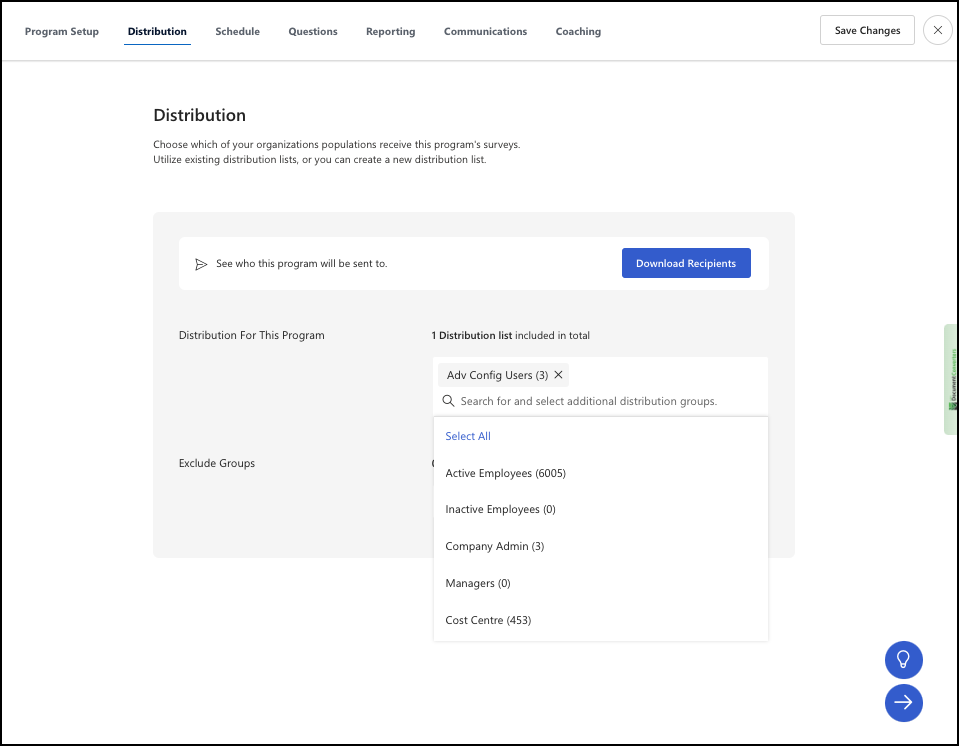 Program Setup
Distribution
Schedule
Questions
Reporting
Communications
Coaching
Save Changes
Distribution
Choose which of your organizations populations receive this program's surveys.
Utilize existing distribution lists, or you can create a new distribution list.
See who this program will be sent to.
Download Recipients
Distribution For This Program
1 Distribution list included in total
Adv Config Users (3)
Search for and select additional distribution groups.
Select All
Exclude Groups
Active Employees (6005)
Inactive Employees (0)
Company Admin (3)
Managers (0)
Cost Centre (453)